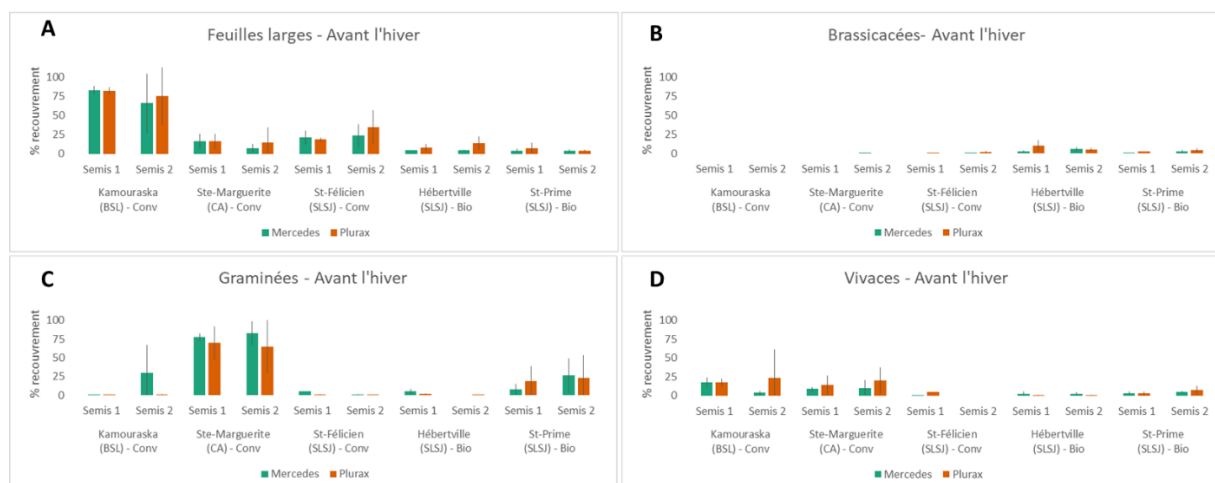 A
Feuilles larges - Avant l'hiver
% recouvrement
100
75
50
25
0
Semis 1 Semis 2 Semis 1 Semis 2 Semis 1 Semis 2 Semis 1 Semis 2 Semis 1 Semis 2
Kamouraska Ste-Marguerite St-Félicien Hébertville St-Prime
(BSL) - Conv (CA) - Conv (SLSJ) - Conv (SLSJ) - Bio (SLSJ) - Bio
Mercedes Plurax
B
Brassicacées- Avant l'hiver
% recouvrement
100
75
50
25
0
Semis 1 Semis 2 Semis 1 Semis 2 Semis 1 Semis 2 Semis 1 Semis 2 Semis 1 Semis 2
Kamouraska Ste-Marguerite St-Félicien Hébertville St-Prime
(BSL) - Conv (CA) - Conv (SLSJ) - Conv (SLSJ) - Bio (SLSJ) - Bio
Mercedes Plurax
C
Graminées - Avant l'hiver
% recouvrement
100
75
50
25
0
Semis 1 Semis 2 Semis 1 Semis 2 Semis 1 Semis 2 Semis 1 Semis 2 Semis 1 Semis 2
Kamouraska Ste-Marguerite St-Félicien Hébertville St-Prime
(BSL) - Conv (CA) - Conv (SLSJ) - Conv (SLSJ) - Bio (SLSJ) - Bio
Mercedes Plurax
D
Vivaces - Avant l'hiver
% recouvrement
100
75
50
25
0
Semis 1 Semis 2 Semis 1 Semis 2 Semis 1 Semis 2 Semis 1 Semis 2 Semis 1 Semis 2
Kamouraska Ste-Marguerite St-Félicien Hébertville St-Prime
(BSL) - Conv (CA) - Conv (SLSJ) - Conv (SLSJ) - Bio (SLSJ) - Bio
Mercedes Plurax